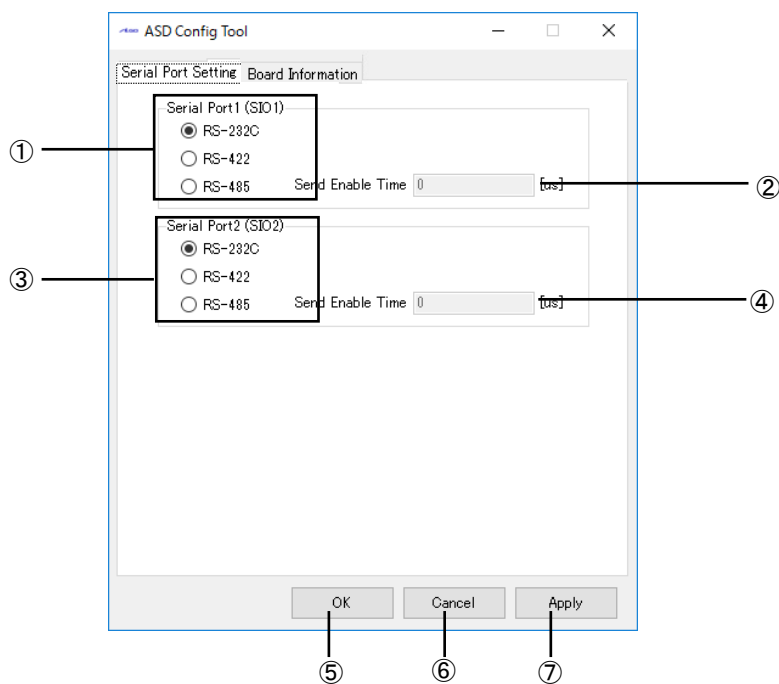 ASD Config Tool
Serial Port Setting Board Information
Serial Port1 (SIO1)
RS-232C
①
RS-422
RS-485 Send Enable Time 0 [us]
②
Serial Port2 (SIO2)
RS-232C
③
RS-422
RS-485 Send Enable Time 0 [us]
④
OK Cancel Apply
⑤ ⑥ ⑦